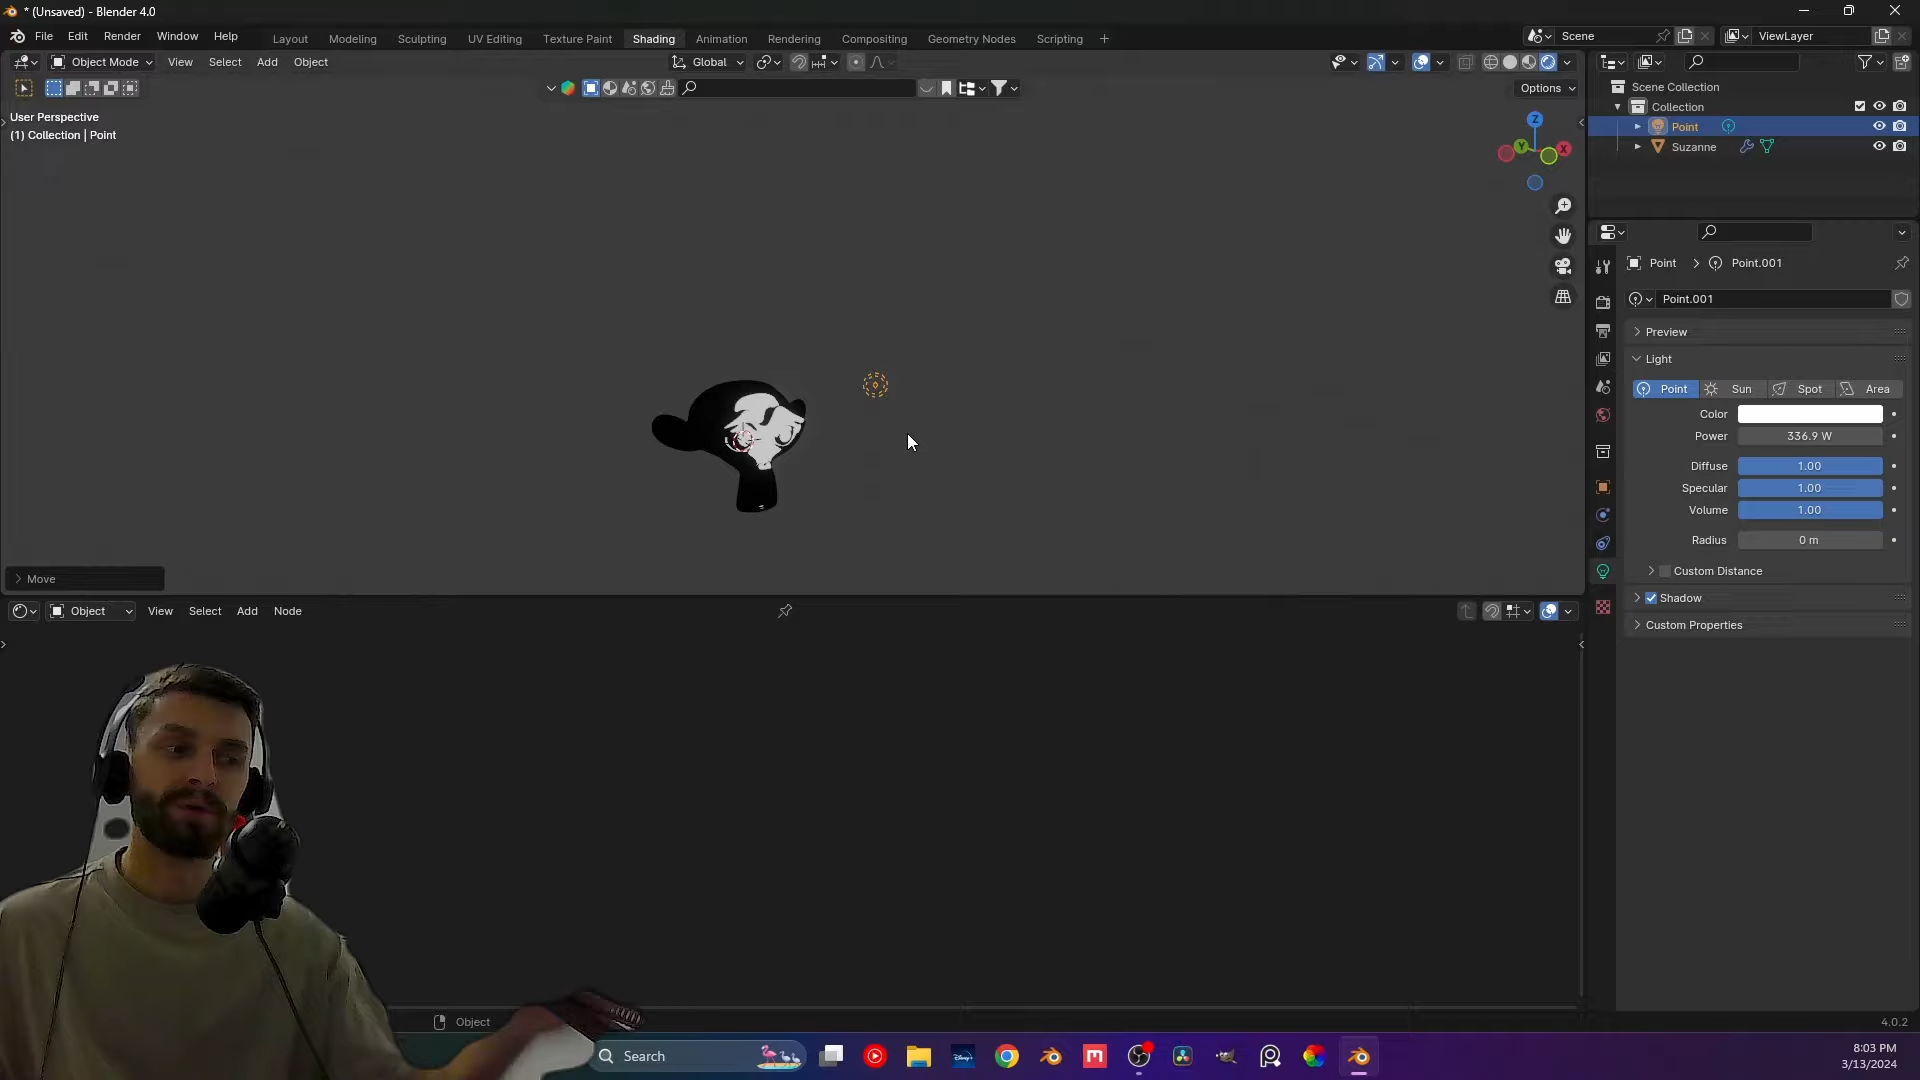 * (Unsaved) - Blender 4.0
File Edit Render Window Help
Layout Modeling Sculpting UV Editing Texture Paint Shading Animation Rendering Compositing Geometry Nodes Scripting +
Scene
ViewLayer
Object Mode View Select Add Object
Global
Options
User Perspective
(1) Collection | Point
Z
Y
X
Move
Scene Collection
Collection
Point
Suzanne
Point > Point.001
Point.001
Preview
Light
Point Sun Spot Area
Color
Power 336.9 W
Diffuse 1.00
Specular 1.00
Volume 1.00
Radius 0 m
Custom Distance
Shadow
Custom Properties
Object View Select Add Node
Object
4.0.2
Search
8:03 PM
3/13/2024